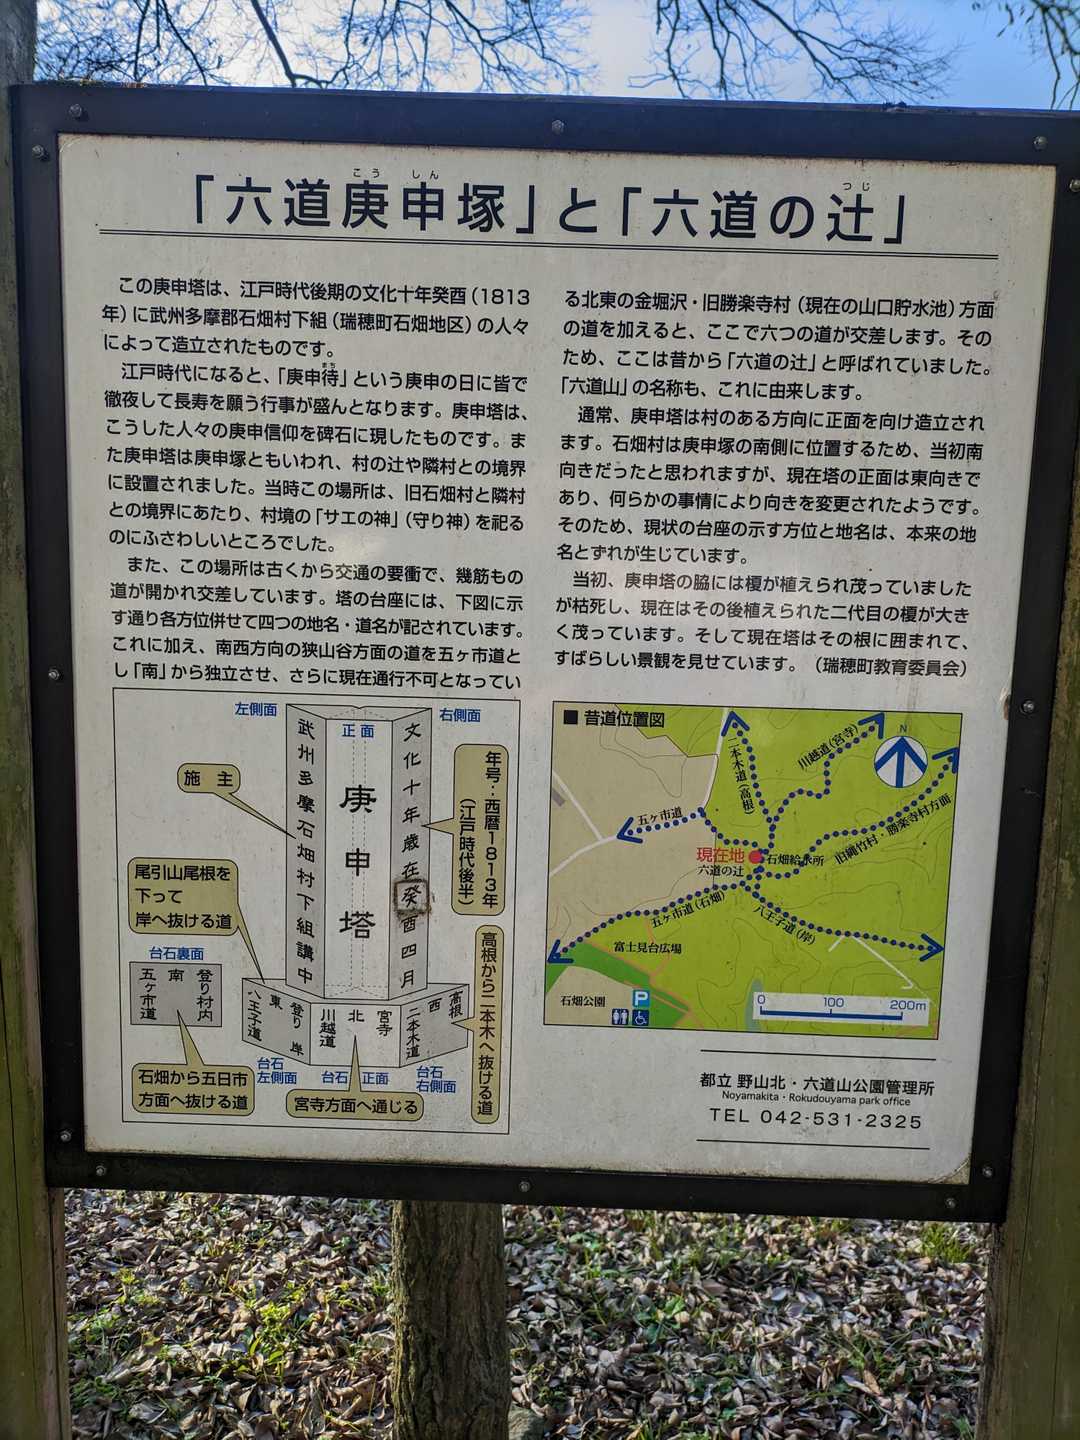 「六道庚申塚」と「六道の辻」
こう しん
つじ
この庚申塔は、江戸時代後期の文化十年癸酉（1813
年）に武州多摩郡石畑村下組（瑞穂町石畑地区）の人々
によって造立されたものです。
江戸時代になると、「庚申待」という庚申の日に皆で
まち
徹夜して長寿を願う行事が盛んとなります。庚申塔は、
こうした人々の庚申信仰を碑石に現したものです。ま
た庚申塔は庚申塚ともいわれ、村の辻や隣村との境界
に設置されました。当時この場所は、旧石畑村と隣村
との境界にあたり、村境の「サエの神」（守り神）を祀る
のにふさわしいところでした。
また、この場所は古くから交通の要衝で、幾筋もの
道が開かれ交差しています。塔の台座には、下図に示
す通り各方位併せて四つの地名・道名が記されています。
これに加え、南西方向の狭山谷方面の道を五ヶ市道と
し「南」から独立させ、さらに現在通行不可となってい
る北東の金堀沢・旧勝楽寺村（現在の山口貯水池）方面
の道を加えると、ここで六つの道が交差します。その
ため、ここは昔から「六道の辻」と呼ばれていました。
「六道山」の名称も、これに由来します。
通常、庚申塔は村のある方向に正面を向け造立され
ます。石畑村は庚申塚の南側に位置するため、当初南
向きだったと思われますが、現在塔の正面は東向きで
あり、何らかの事情により向きを変更されたようです。
そのため、現状の台座の示す方位と地名は、本来の地
名とずれが生じています。
当初、庚申塔の脇には榎が植えられ茂っていました
が枯死し、現在はその後植えられた二代目の榎が大き
く茂っています。そして現在塔はその根に囲まれて、
すばらしい景観を見せています。（瑞穂町教育委員会）
左側面
正面
右側面
武州多摩石畑村下組講中
庚申塔
文化十年歳在癸酉四月
施主
年号：西暦1813年
（江戸時代後半）
尾引山尾根を
下って
岸へ抜ける道
台石裏面
登り村内
南
五ヶ市道
登り 岸
東
八王子道
宮寺
北
川越道
高根
西
二本木道
高根から二本木へ抜ける道
台石
左側面
台石 正面
台石
右側面
石畑から五日市
方面へ抜ける道
宮寺方面へ通じる
■ 昔道位置図
二本木道（高根）
川越道（宮寺）
N
五ヶ市道
旧縄竹村・勝楽寺村方面
現在地
六道の辻
石畑給水所
五ヶ市道（石畑）
八王子道（岸）
富士見台広場
石畑公園
P
0 100 200m
都立 野山北・六道山公園管理所
Noyamakita・Rokudouyama park office
TEL 042-531-2325